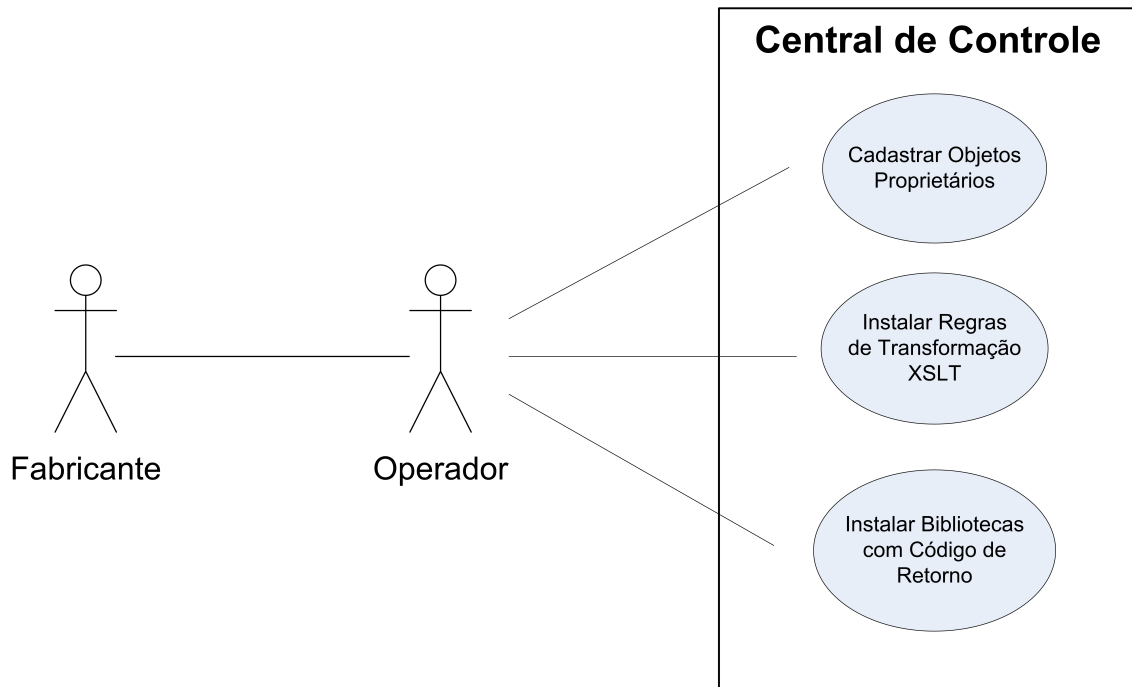 Central de Controle
Cadastrar Objetos
Proprietários
Instalar Regras
de Transformação
XSLT
Fabricante
Operador
Instalar Bibliotecas
com Código de
Retorno